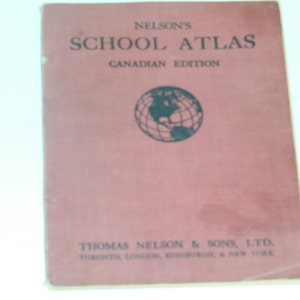 NELSON'S
SCHOOL ATLAS
CANADIAN EDITION
THOMAS NELSON & SONS, LTD.
TORONTO, LONDON, EDINBURGH, & NEW YORK